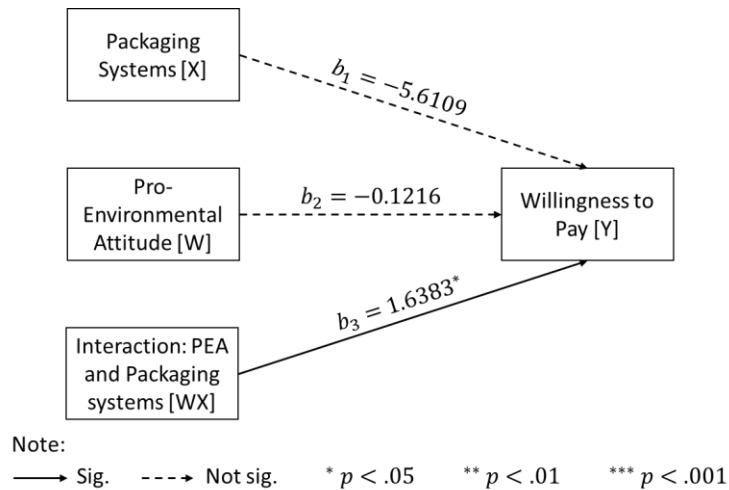 Packaging
Systems [X]
b₁ = −5.6109
Pro-
Environmental
Attitude [W]
b₂ = −0.1216
Willingness to
Pay [Y]
b₃ = 1.6383*
Interaction: PEA
and Packaging
systems [WX]
Note:
Sig. Not sig. * p < .05 ** p < .01 *** p < .001